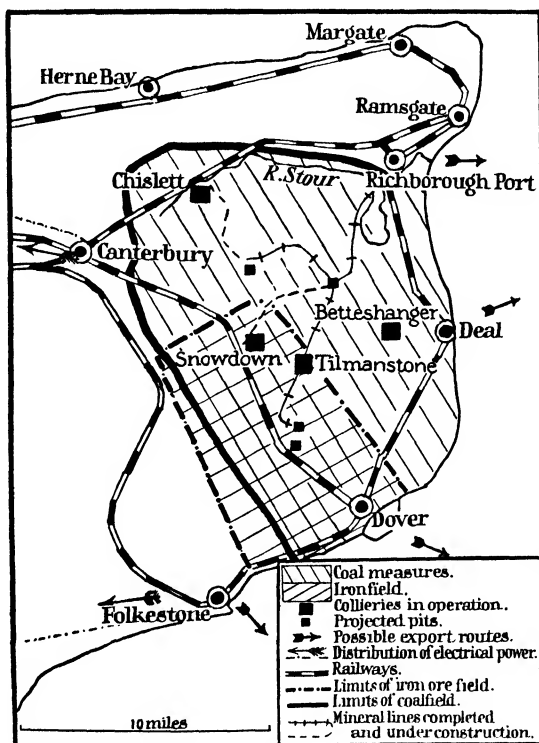 Margate
Herne Bay
Ramsgate
Chislett
R. Stour
Richborough Port
Canterbury
Betteshanger
Deal
Snowdown
Tilmanstone
Dover
Folkestone
10 miles
Coal measures.
Ironfield.
Collieries in operation.
Projected pits.
Possible export routes.
Distribution of electrical power.
Railways.
Limits of iron ore field.
Limits of coalfield.
Mineral lines completed
and under construction.